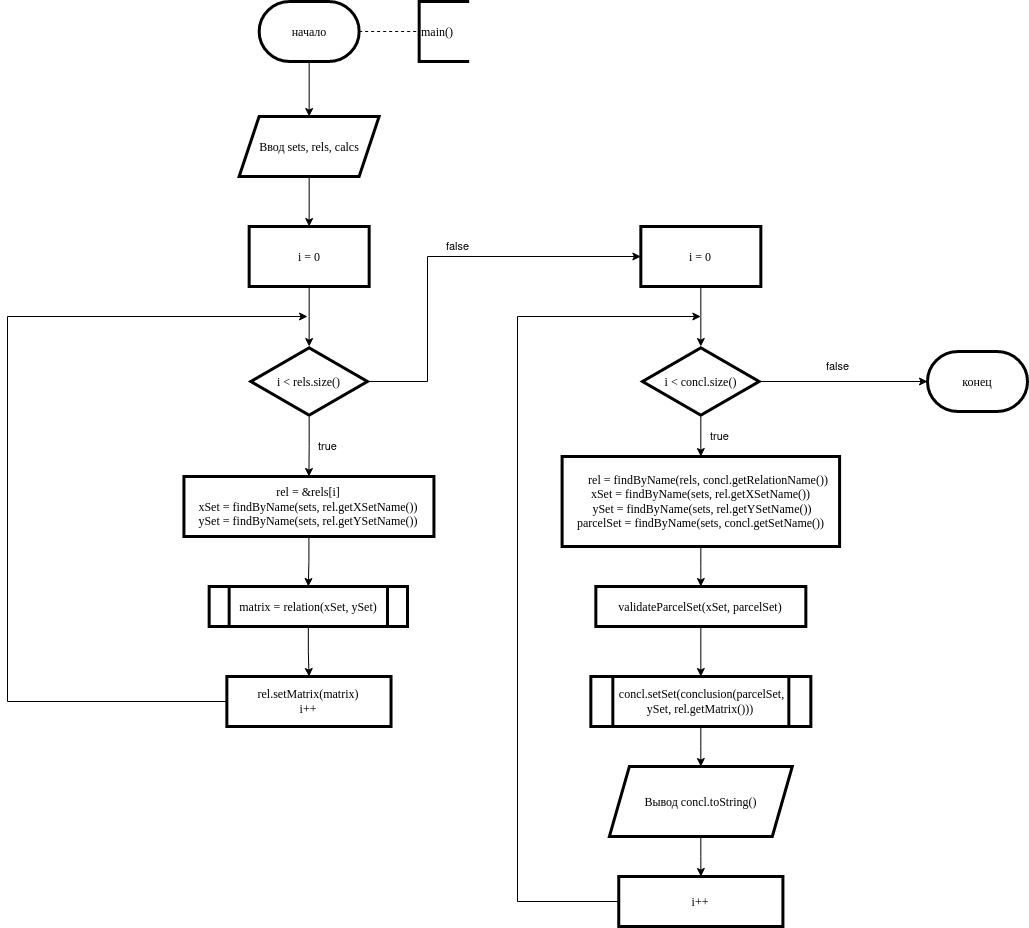 начало
main()
Ввод sets, rels, calcs
i = 0
i < rels.size()
false
true
rel = &rels[i]
xSet = findByName(sets, rel.getXSetName())
ySet = findByName(sets, rel.getYSetName())
matrix = relation(xSet, ySet)
rel.setMatrix(matrix)
i++
i = 0
i < concl.size()
false
конец
true
rel = findByName(rels, concl.getRelationName())
xSet = findByName(sets, rel.getXSetName())
ySet = findByName(sets, rel.getYSetName())
parcelSet = findByName(sets, concl.getSetName())
validateParcelSet(xSet, parcelSet)
concl.setSet(conclusion(parcelSet,
ySet, rel.getMatrix()))
Вывод concl.toString()
i++